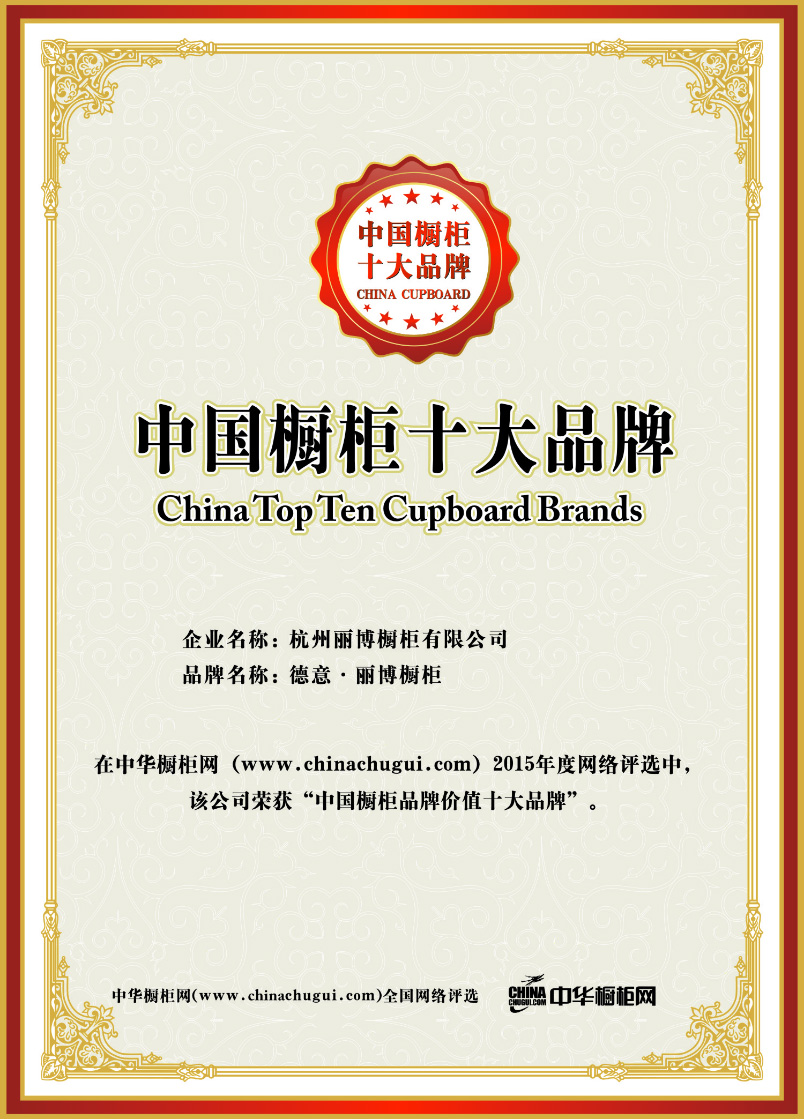 中国橱柜
十大品牌
CHINA CUPBOARD
中国橱柜十大品牌
China Top Ten Cupboard Brands
企业名称：杭州丽博橱柜有限公司
品牌名称：德意·丽博橱柜
在中华橱柜网（www.chinachugui.com）2015年度网络评选中，
该公司荣获“中国橱柜品牌价值十大品牌”。
中华橱柜网(www.chinachugui.com)全国网络评选
CHINA
CHUGUI.COM
中华橱柜网